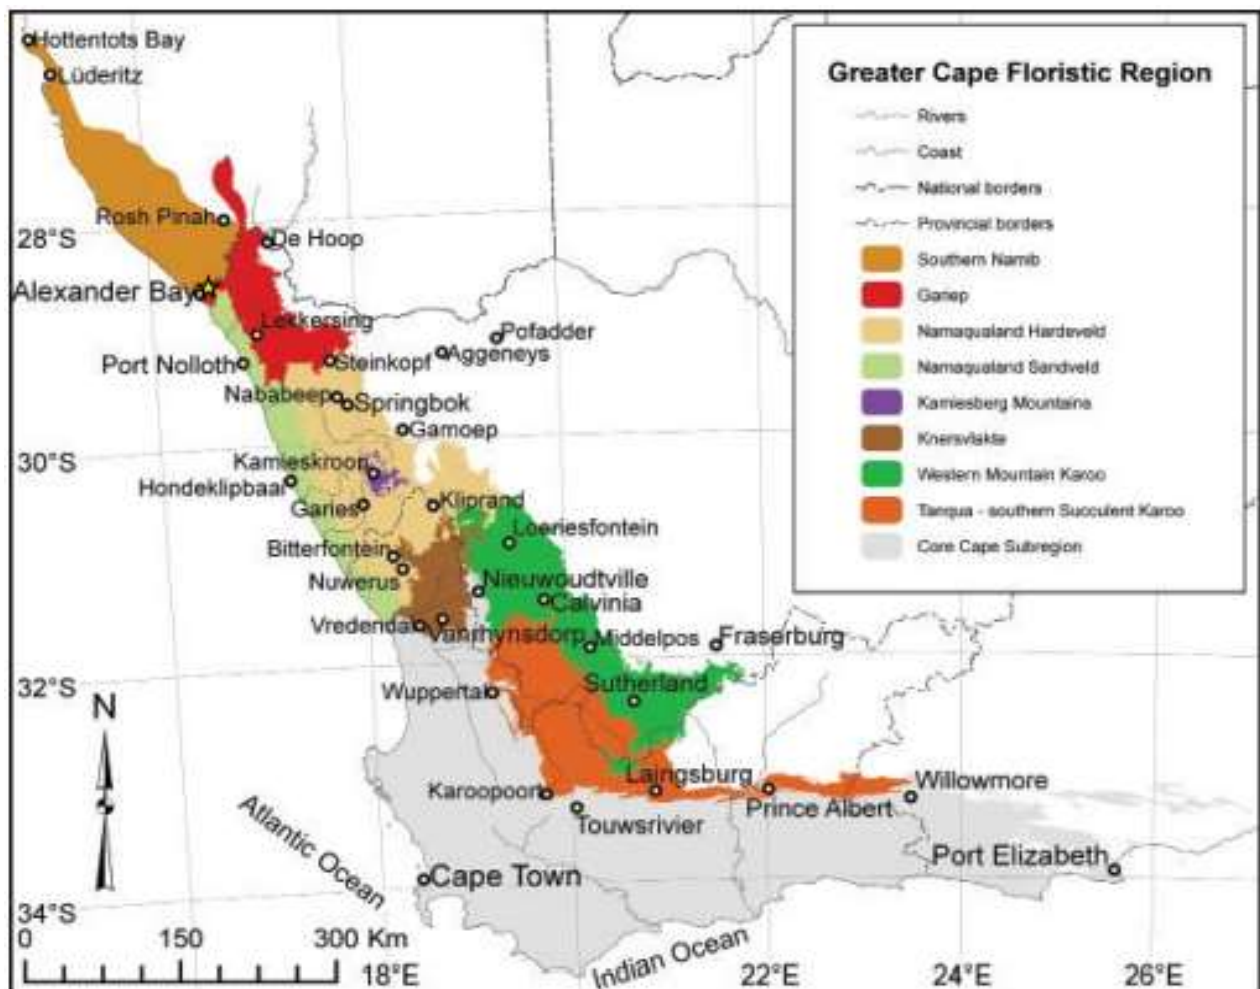 Hottentots Bay
Lüderitz
Greater Cape Floristic Region
Rivers
Coast
National borders
Provincial borders
Southern Namib
Gariep
Namaqualand Hardeveld
Namaqualand Sandveld
Kamiesberg Mountains
Knersvlakte
Western Mountain Karoo
Tanqua - southern Succulent Karoo
Core Cape Subregion
Rosh Pinah
28°S
De Hoop
Alexander Bay
Lekkersing
Pofadder
Port Nolloth
Steinkopf
Aggeneys
Nababeep
Springbok
Gamoep
30°S
Kamieskroon
Hondeklipbaai
Garies
Kliprand
Loeriesfontein
Bitterfontein
Nuwerus
Nieuwoudtville
Calvinia
Vredendal
Vanrhynsdorp
Middelpos
Fraserburg
32°S
Wuppertal
Sutherland
N
Laingsburg
Willowmore
Karoopoort
Prince Albert
Touwsrivier
Atlantic Ocean
Port Elizabeth
Cape Town
34°S
0 150 300 Km
Indian Ocean
18°E 22°E 24°E 26°E